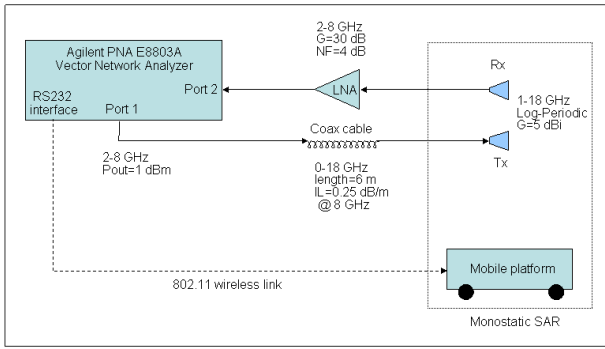 Agilent PNA E8803A
Vector Network Analyzer
RS232
interface
Port 2
Port 1
2-8 GHz
Pout=1 dBm
2-8 GHz
G=30 dB
NF=4 dB
LNA
Coax cable
0-18 GHz
length=6 m
IL=0.25 dB/m
@ 8 GHz
Rx
1-18 GHz
Log-Periodic
G=5 dBi
Tx
802.11 wireless link
Mobile platform
Monostatic SAR